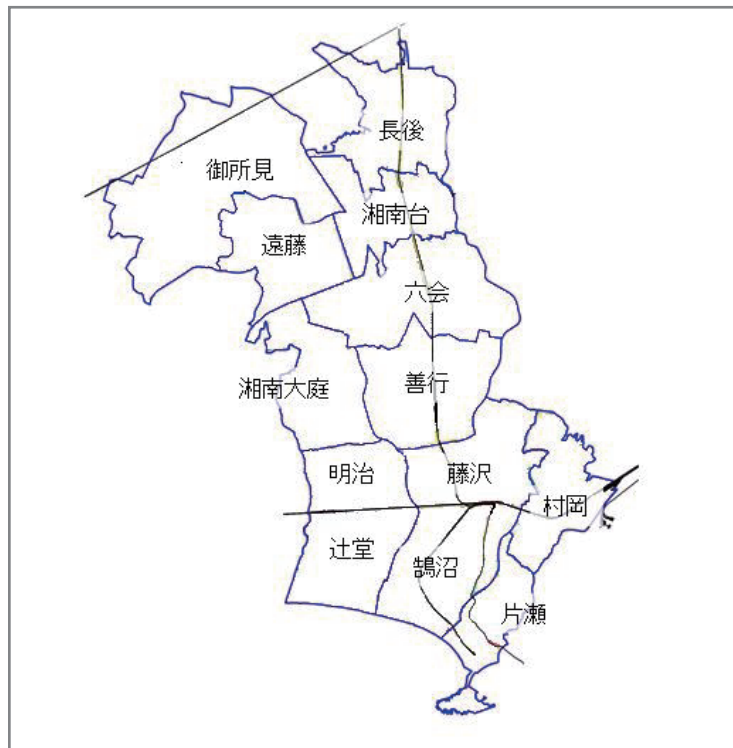 長後
御所見
湘南台
遠藤
六会
湘南大庭
善行
明治
藤沢
村岡
辻堂
鵠沼
片瀬